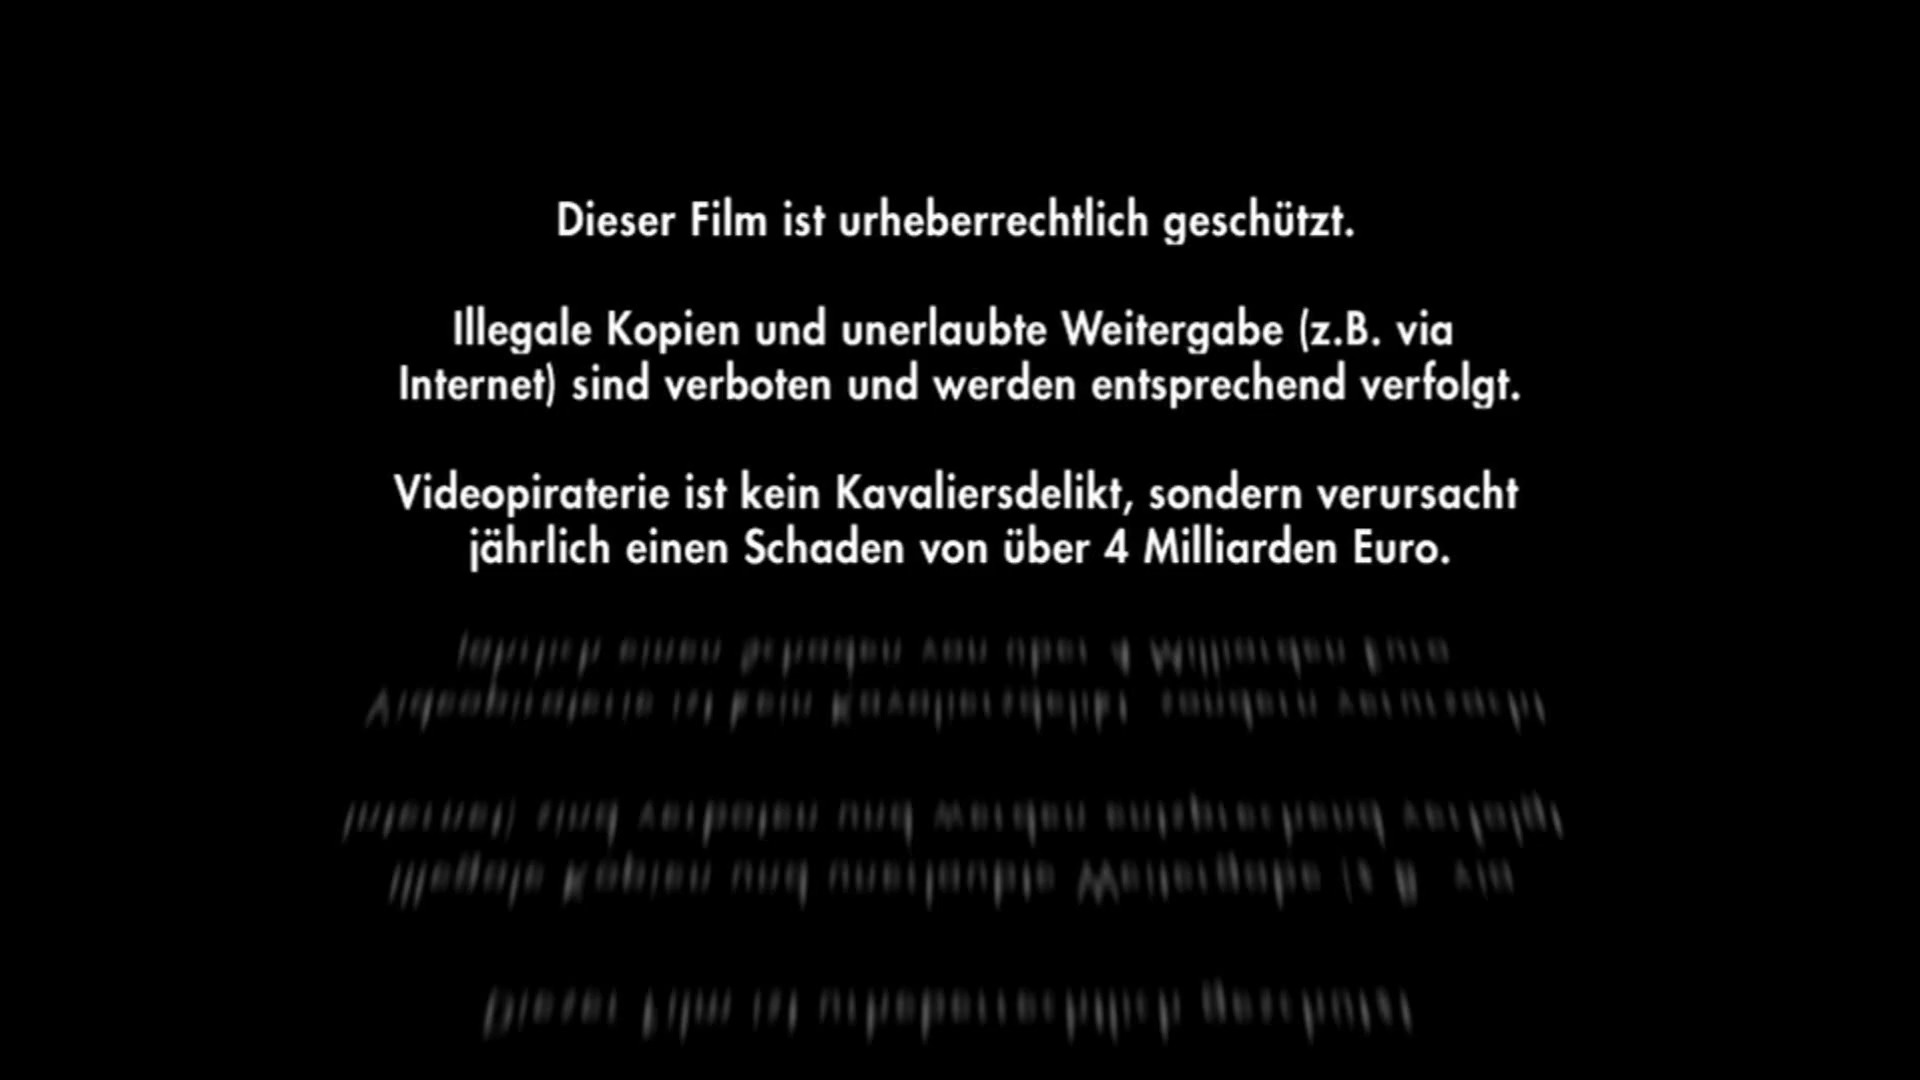 Dieser Film ist urheberrechtlich geschützt.
Illegale Kopien und unerlaubte Weitergabe (z.B. via
Internet) sind verboten und werden entsprechend verfolgt.
Videopiraterie ist kein Kavaliersdelikt, sondern verursacht
jährlich einen Schaden von über 4 Milliarden Euro.